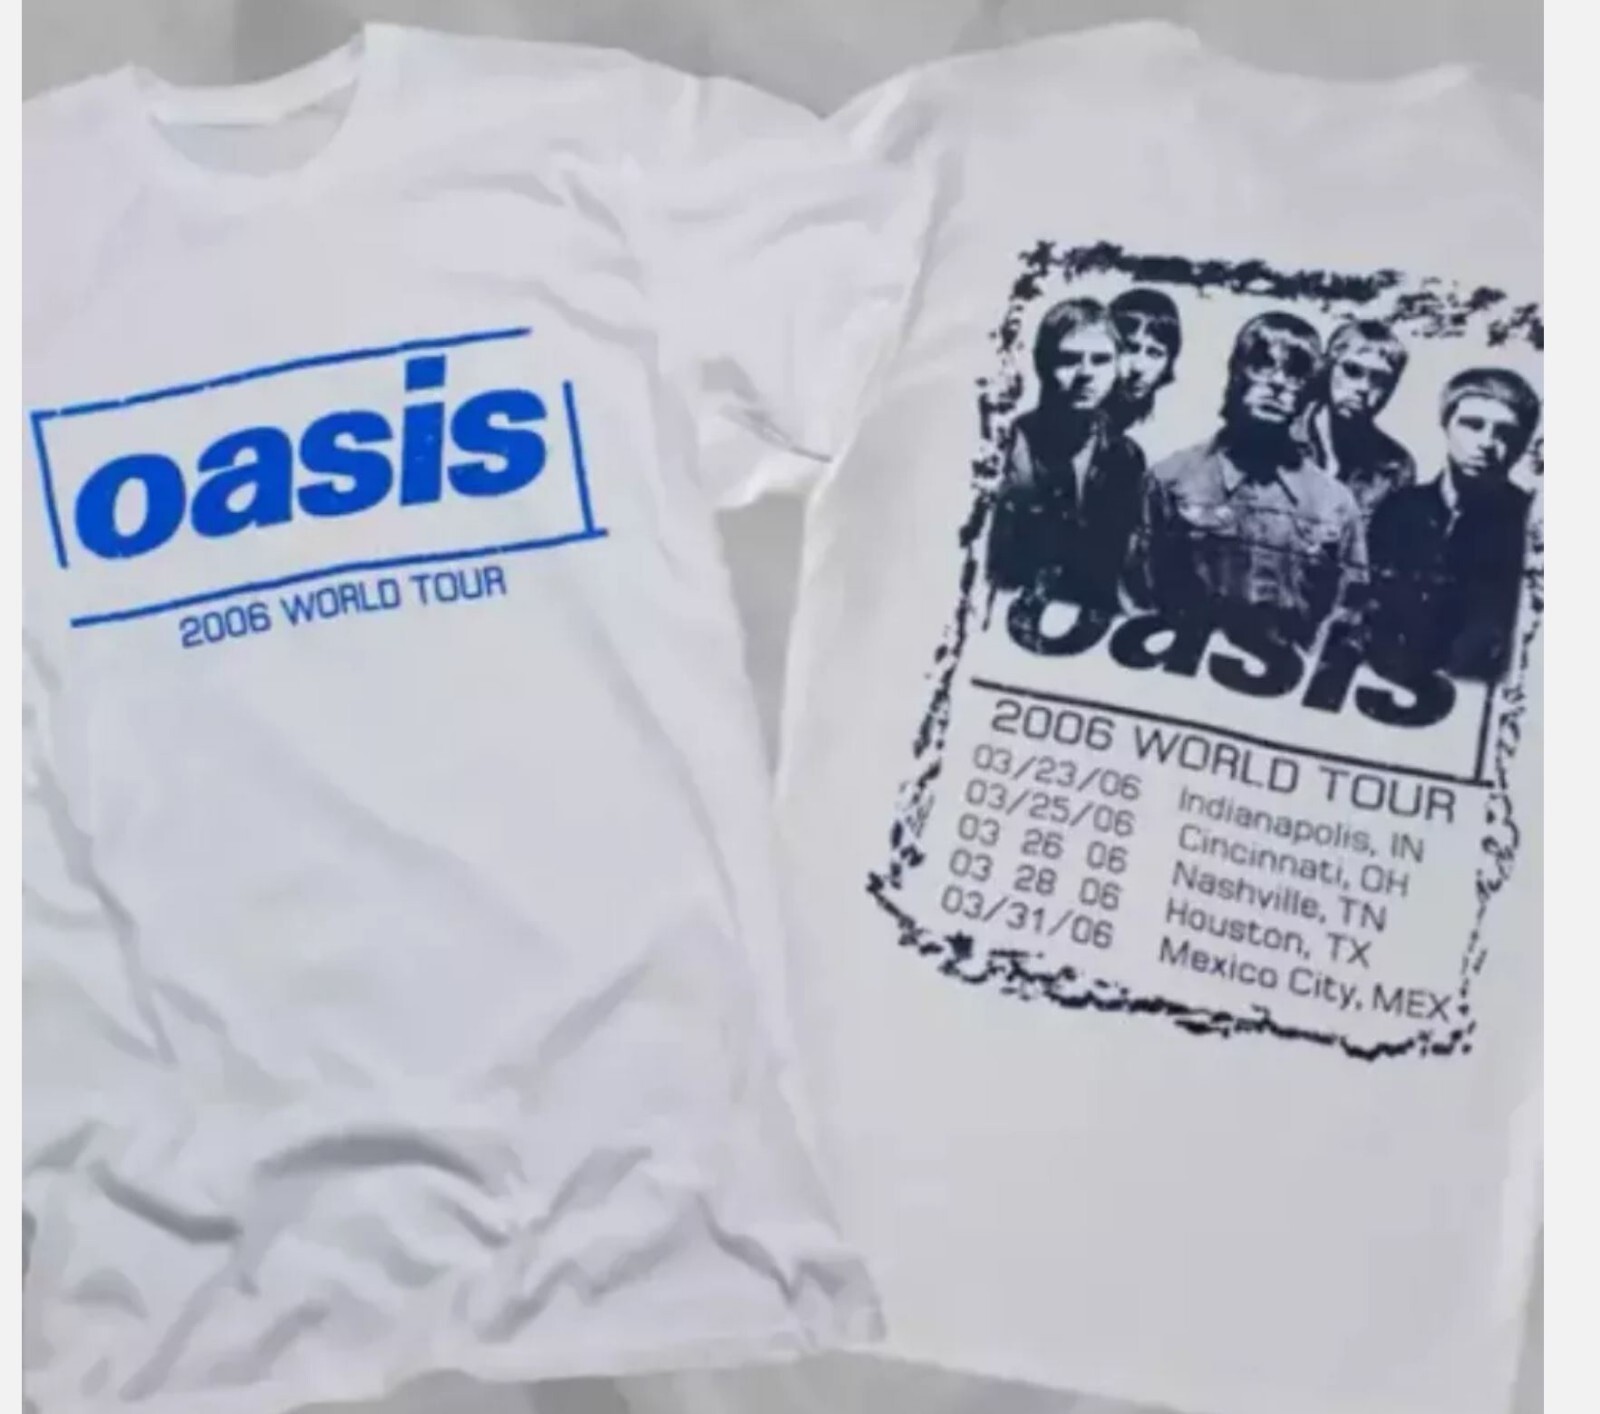 oasis
2006 WORLD TOUR
oasis
2006 WORLD TOUR
03/23/06 Indianapolis, IN
03/25/06 Cincinnati, OH
03 26 06 Nashville, TN
03 28 06 Houston, TX
03/31/06 Mexico City, MEX